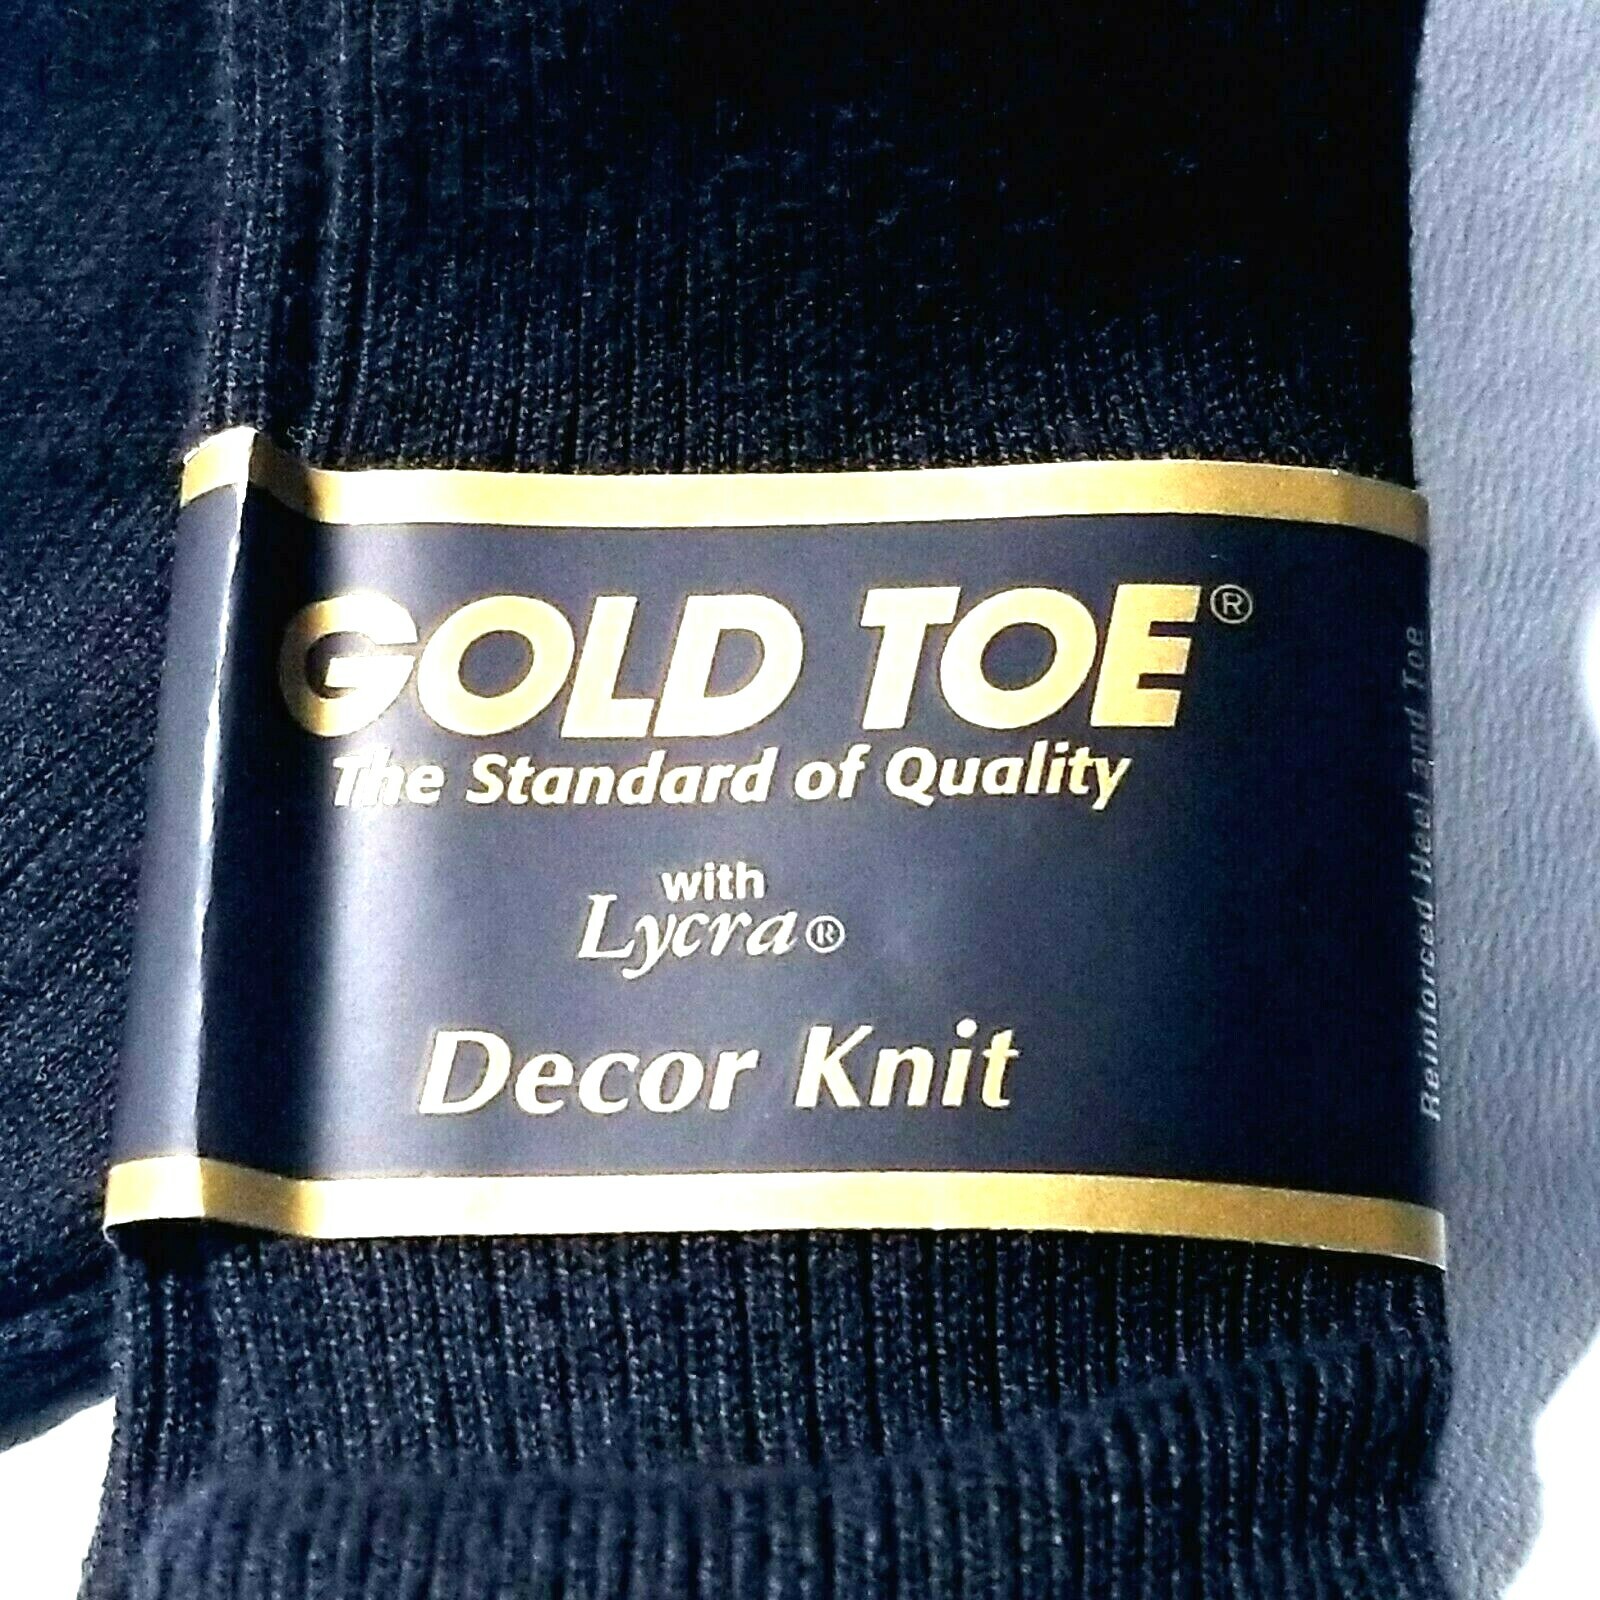 GOLD TOE®
The Standard of Quality
with
Lycra®
Decor Knit
Reinforced Heel and Toe